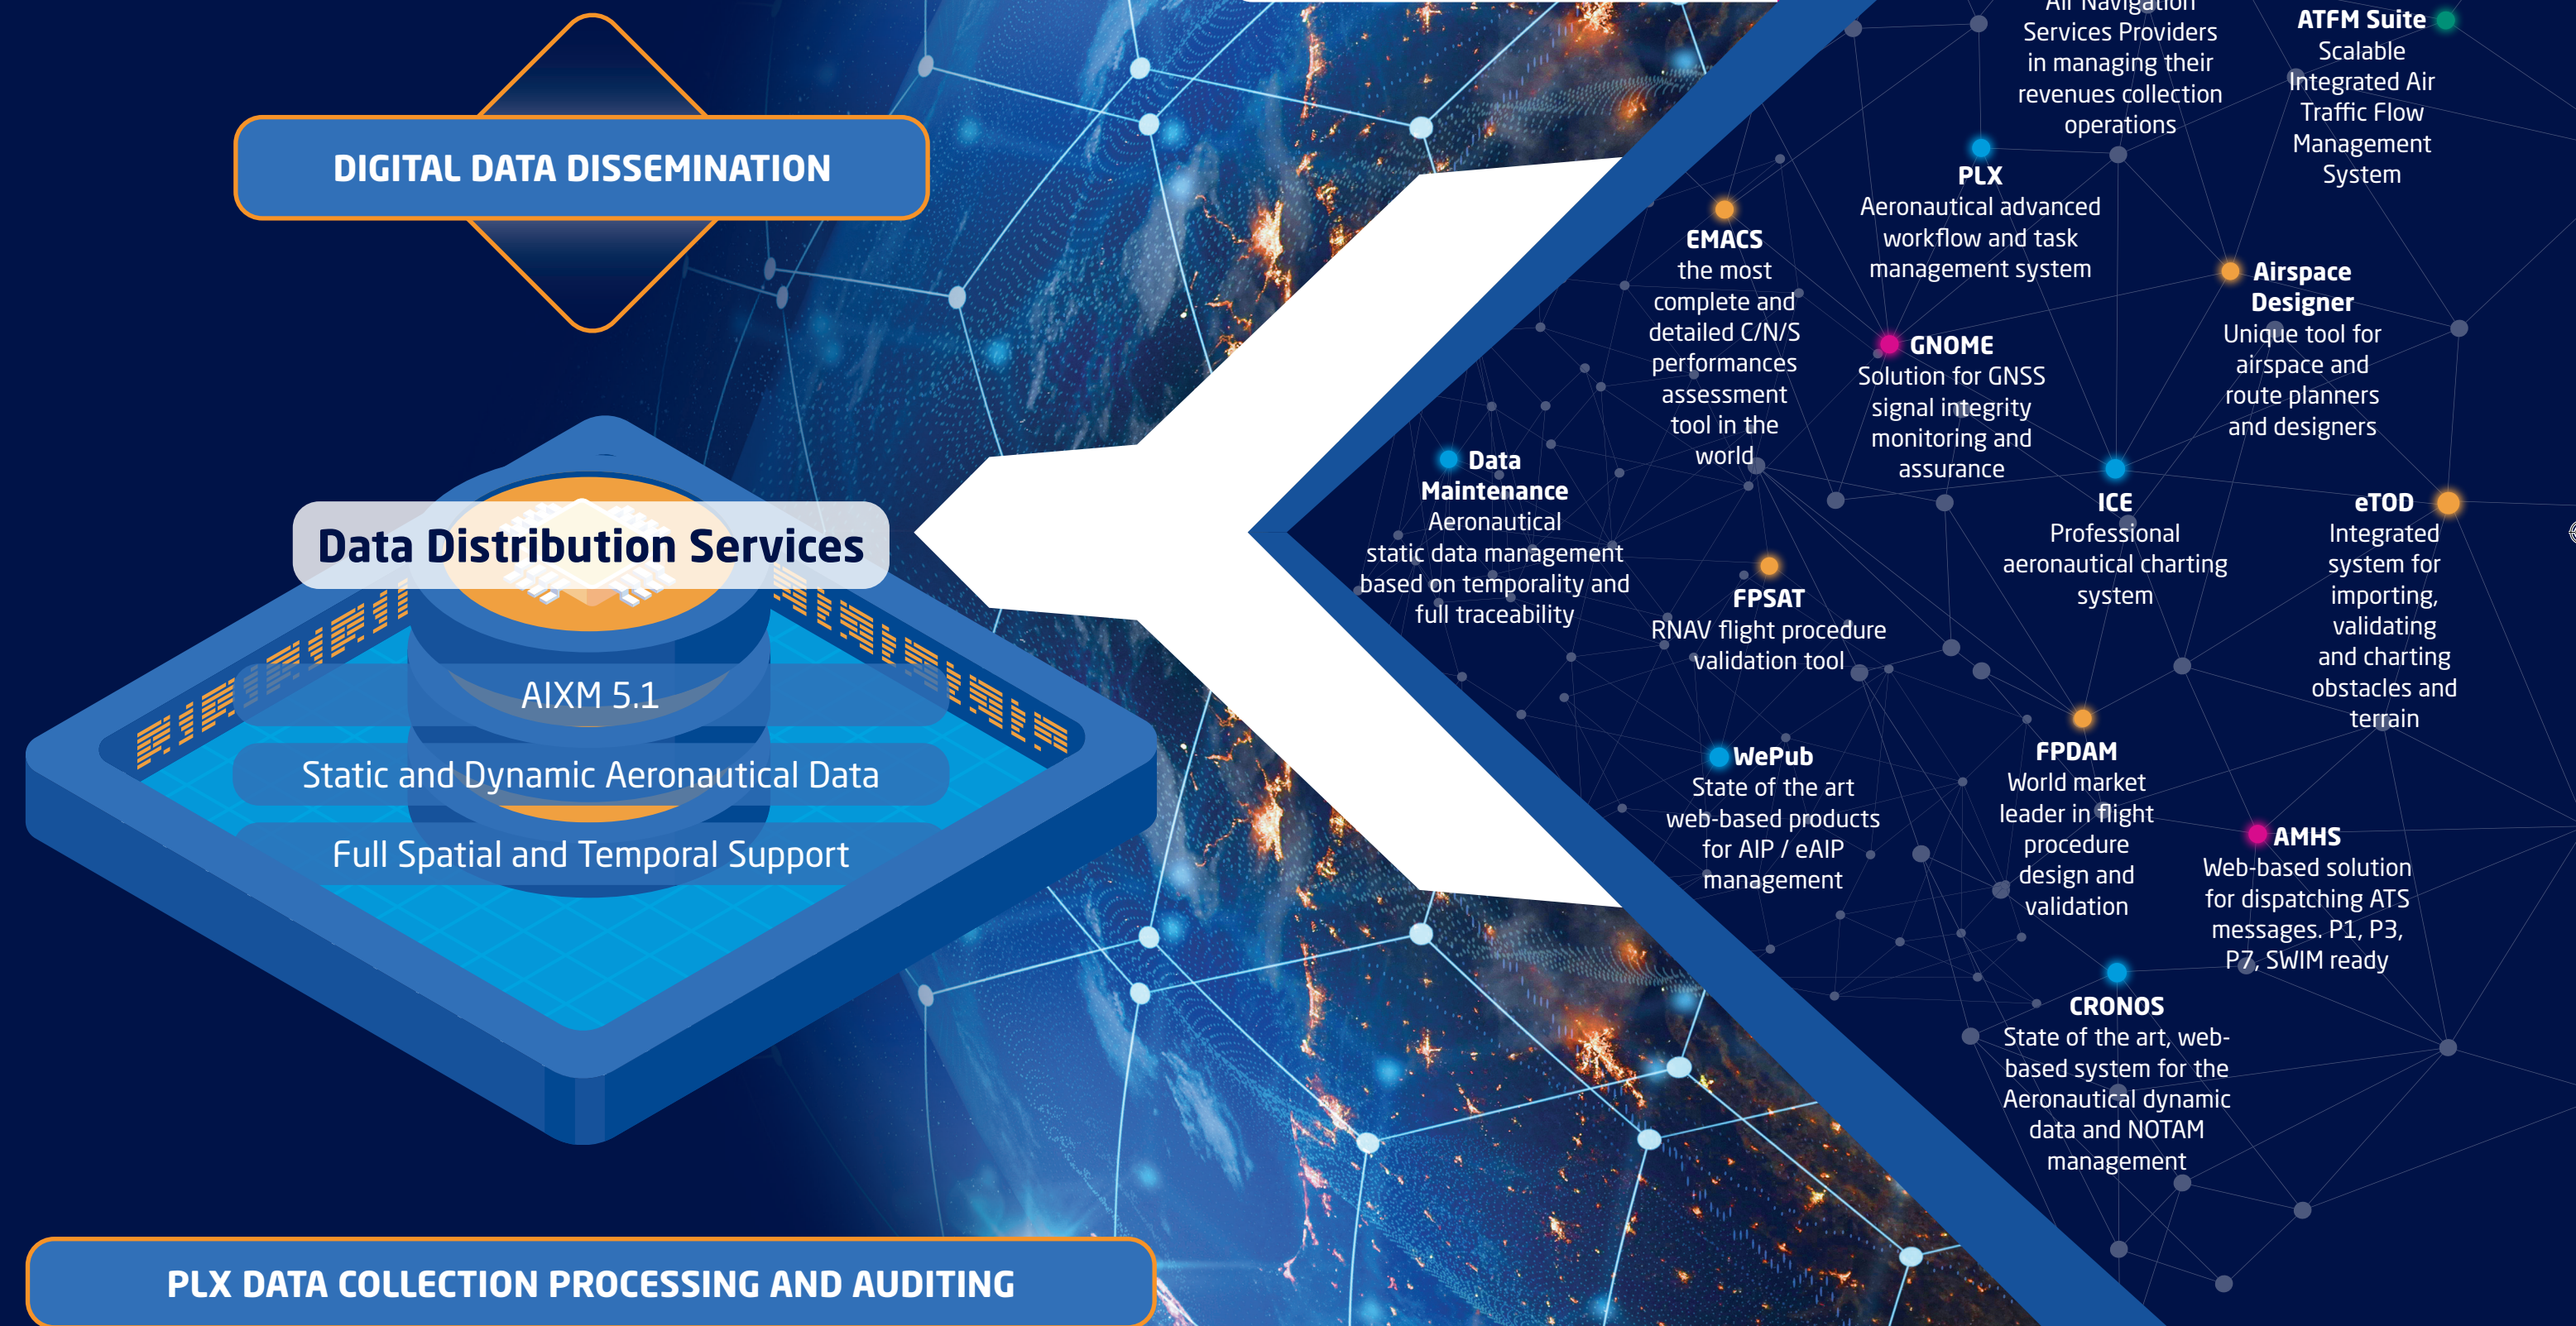 DIGITAL DATA DISSEMINATION
Data Distribution Services
AIXM 5.1
Static and Dynamic Aeronautical Data
Full Spatial and Temporal Support
PLX DATA COLLECTION PROCESSING AND AUDITING
Air Navigation
Services Providers
in managing their
revenues collection
operations
ATFM Suite
Scalable
Integrated Air
Traffic Flow
Management
System
PLX
Aeronautical advanced
workflow and task
management system
EMACS
the most
complete and
detailed C/N/S
performances
assessment
tool in the
world
Airspace
Designer
Unique tool for
airspace and
route planners
and designers
GNOME
Solution for GNSS
signal integrity
monitoring and
assurance
Data
Maintenance
Aeronautical
static data management
based on temporality and
full traceability
ICE
Professional
aeronautical charting
system
eTOD
Integrated
system for
importing,
validating
and charting
obstacles and
terrain
FPSAT
RNAV flight procedure
validation tool
WePub
State of the art
web-based products
for AIP / eAIP
management
FPDAM
World market
leader in flight
procedure
design and
validation
AMHS
Web-based solution
for dispatching ATS
messages. P1, P3,
P7, SWIM ready
CRONOS
State of the art, web-
based system for the
Aeronautical dynamic
data and NOTAM
management